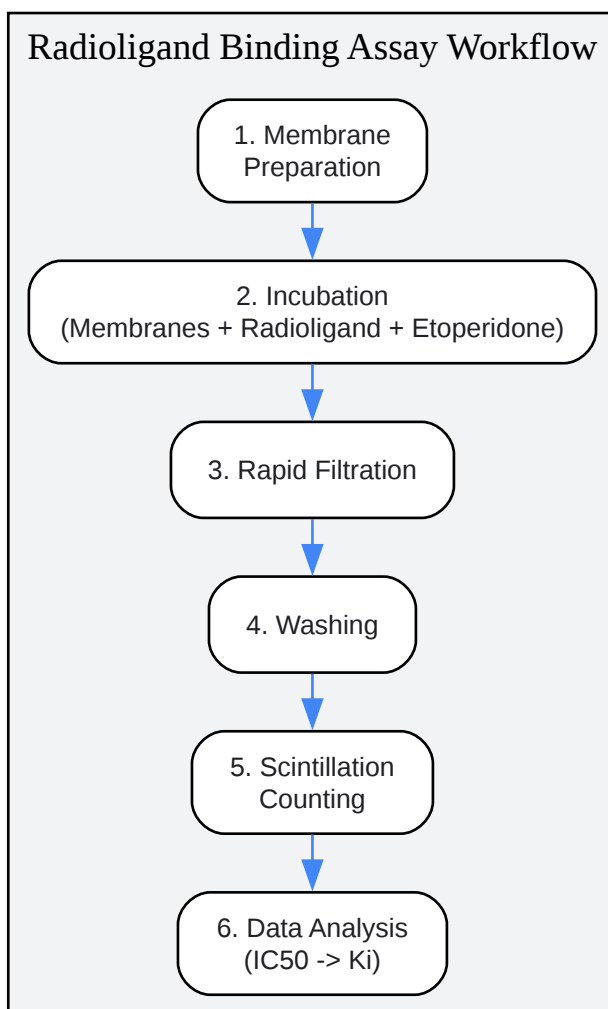 Radioligand Binding Assay Workflow
1. Membrane
Preparation
2. Incubation
(Membranes + Radioligand + Etoperidone)
3. Rapid Filtration
4. Washing
5. Scintillation
Counting
6. Data Analysis
(IC50 -> Ki)